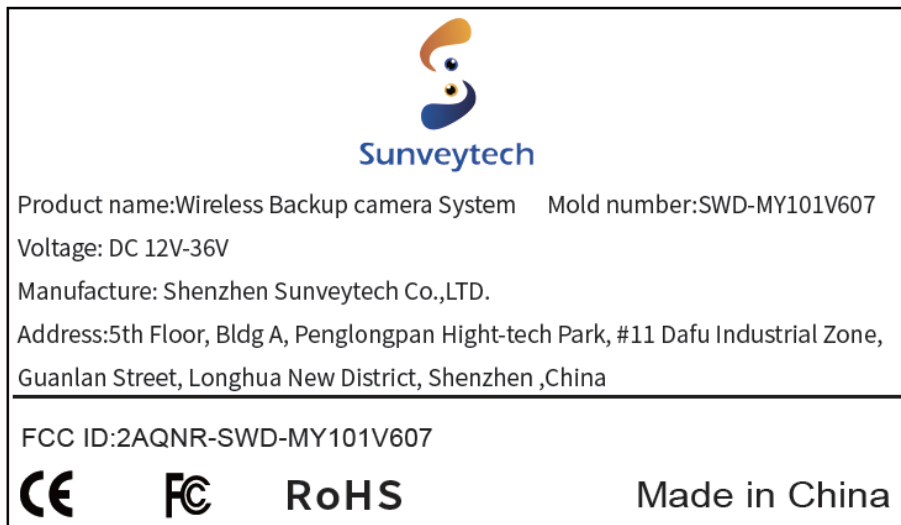 Sunveytech
Product name:Wireless Backup camera System Mold number:SWD-MY101V607
Voltage: DC 12V-36V
Manufacture: Shenzhen Sunveytech Co.,LTD.
Address:5th Floor, Bldg A, Penglongpan Hight-tech Park, #11 Dafu Industrial Zone,
Guanlan Street, Longhua New District, Shenzhen ,China
FCC ID:2AQNR-SWD-MY101V607
CE FC RoHS Made in China